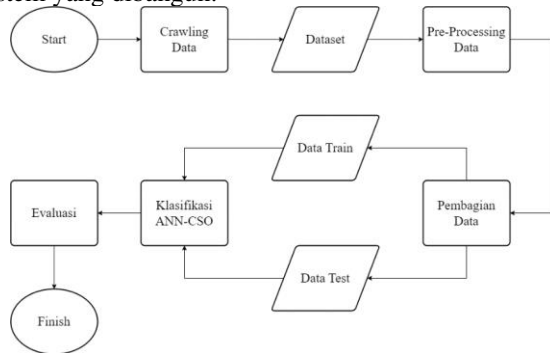 stem yang dibangun.
Start
Crawling
Data
Dataset
Pre-Processing
Data
Data Train
Evaluasi
Klasifikasi
ANN-CSO
Pembagian
Data
Data Test
Finish